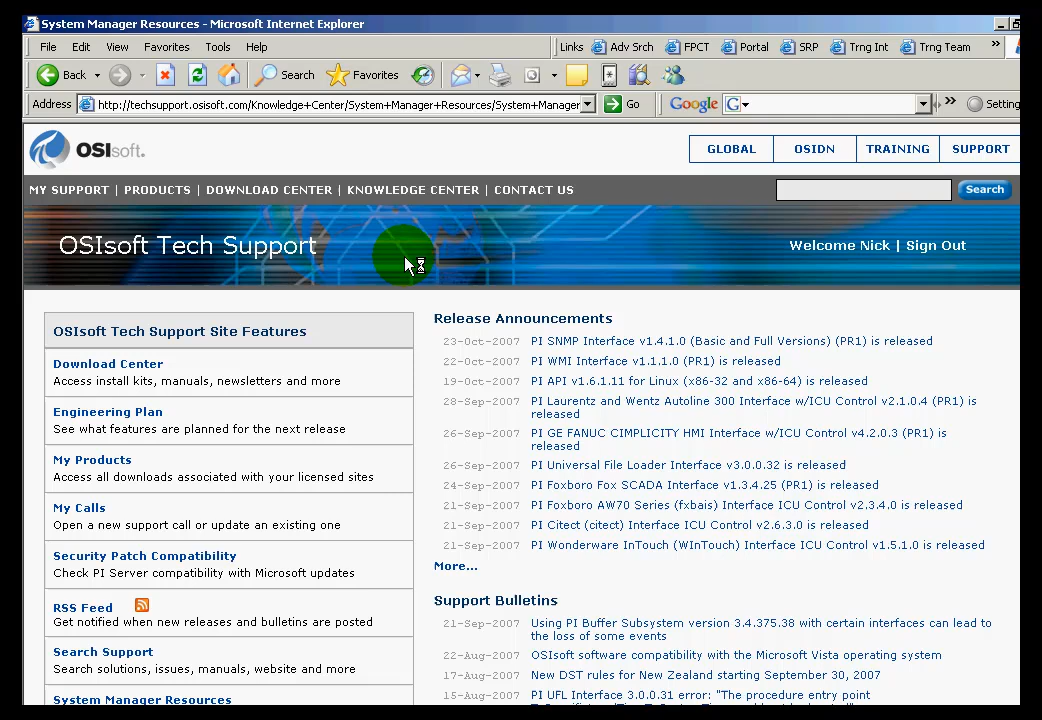 System Manager Resources - Microsoft Internet Explorer
File Edit View Favorites Tools Help
Links Adv Srch FPCT Portal SRP Trng Int Trng Team »
Back Search Favorites
Address http://techsupport.osisoft.com/Knowledge+Center/System+Manager+Resources/System+Manager Go Google G » Setting
OSIsoft.
GLOBAL OSIDN TRAINING SUPPORT
MY SUPPORT | PRODUCTS | DOWNLOAD CENTER | KNOWLEDGE CENTER | CONTACT US
Search
OSIsoft Tech Support
Welcome Nick | Sign Out
OSIsoft Tech Support Site Features
Download Center
Access install kits, manuals, newsletters and more
Engineering Plan
See what features are planned for the next release
My Products
Access all downloads associated with your licensed sites
My Calls
Open a new support call or update an existing one
Security Patch Compatibility
Check PI Server compatibility with Microsoft updates
RSS Feed
Get notified when new releases and bulletins are posted
Search Support
Search solutions, issues, manuals, website and more
System Manager Resources
Release Announcements
23-Oct-2007 PI SNMP Interface v1.4.1.0 (Basic and Full Versions) (PR1) is released
22-Oct-2007 PI WMI Interface v1.1.1.0 (PR1) is released
19-Oct-2007 PI API v1.6.1.11 for Linux (x86-32 and x86-64) is released
28-Sep-2007 PI Laurentz and Wentz Autoline 300 Interface w/ICU Control v2.1.0.4 (PR1) is
released
26-Sep-2007 PI GE FANUC CIMPLICITY HMI Interface w/ICU Control v4.2.0.3 (PR1) is
released
26-Sep-2007 PI Universal File Loader Interface v3.0.0.32 is released
24-Sep-2007 PI Foxboro Fox SCADA Interface v1.3.4.25 (PR1) is released
21-Sep-2007 PI Foxboro AW70 Series (fxbais) Interface ICU Control v2.3.4.0 is released
21-Sep-2007 PI Citect (citect) Interface ICU Control v2.6.3.0 is released
21-Sep-2007 PI Wonderware InTouch (WInTouch) Interface ICU Control v1.5.1.0 is released
More...
Support Bulletins
21-Sep-2007 Using PI Buffer Subsystem version 3.4.375.38 with certain interfaces can lead to
the loss of some events
22-Aug-2007 OSIsoft software compatibility with the Microsoft Vista operating system
17-Aug-2007 New DST rules for New Zealand starting September 30, 2007
15-Aug-2007 PI UFL Interface 3.0.0.31 error: "The procedure entry point